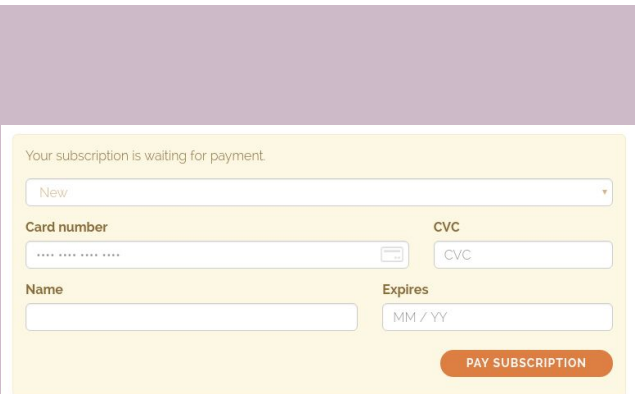 Your subscription is waiting for payment.
New
Card number CVC
•••• •••• •••• •••• CVC
Name Expires
MM / YY
PAY SUBSCRIPTION